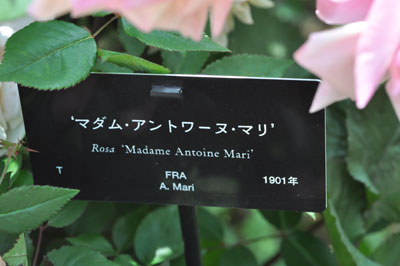 ‘マダム・アントワーヌ・マリ’
Rosa ‘Madame Antoine Mari’
T
FRA
A. Mari
1901年